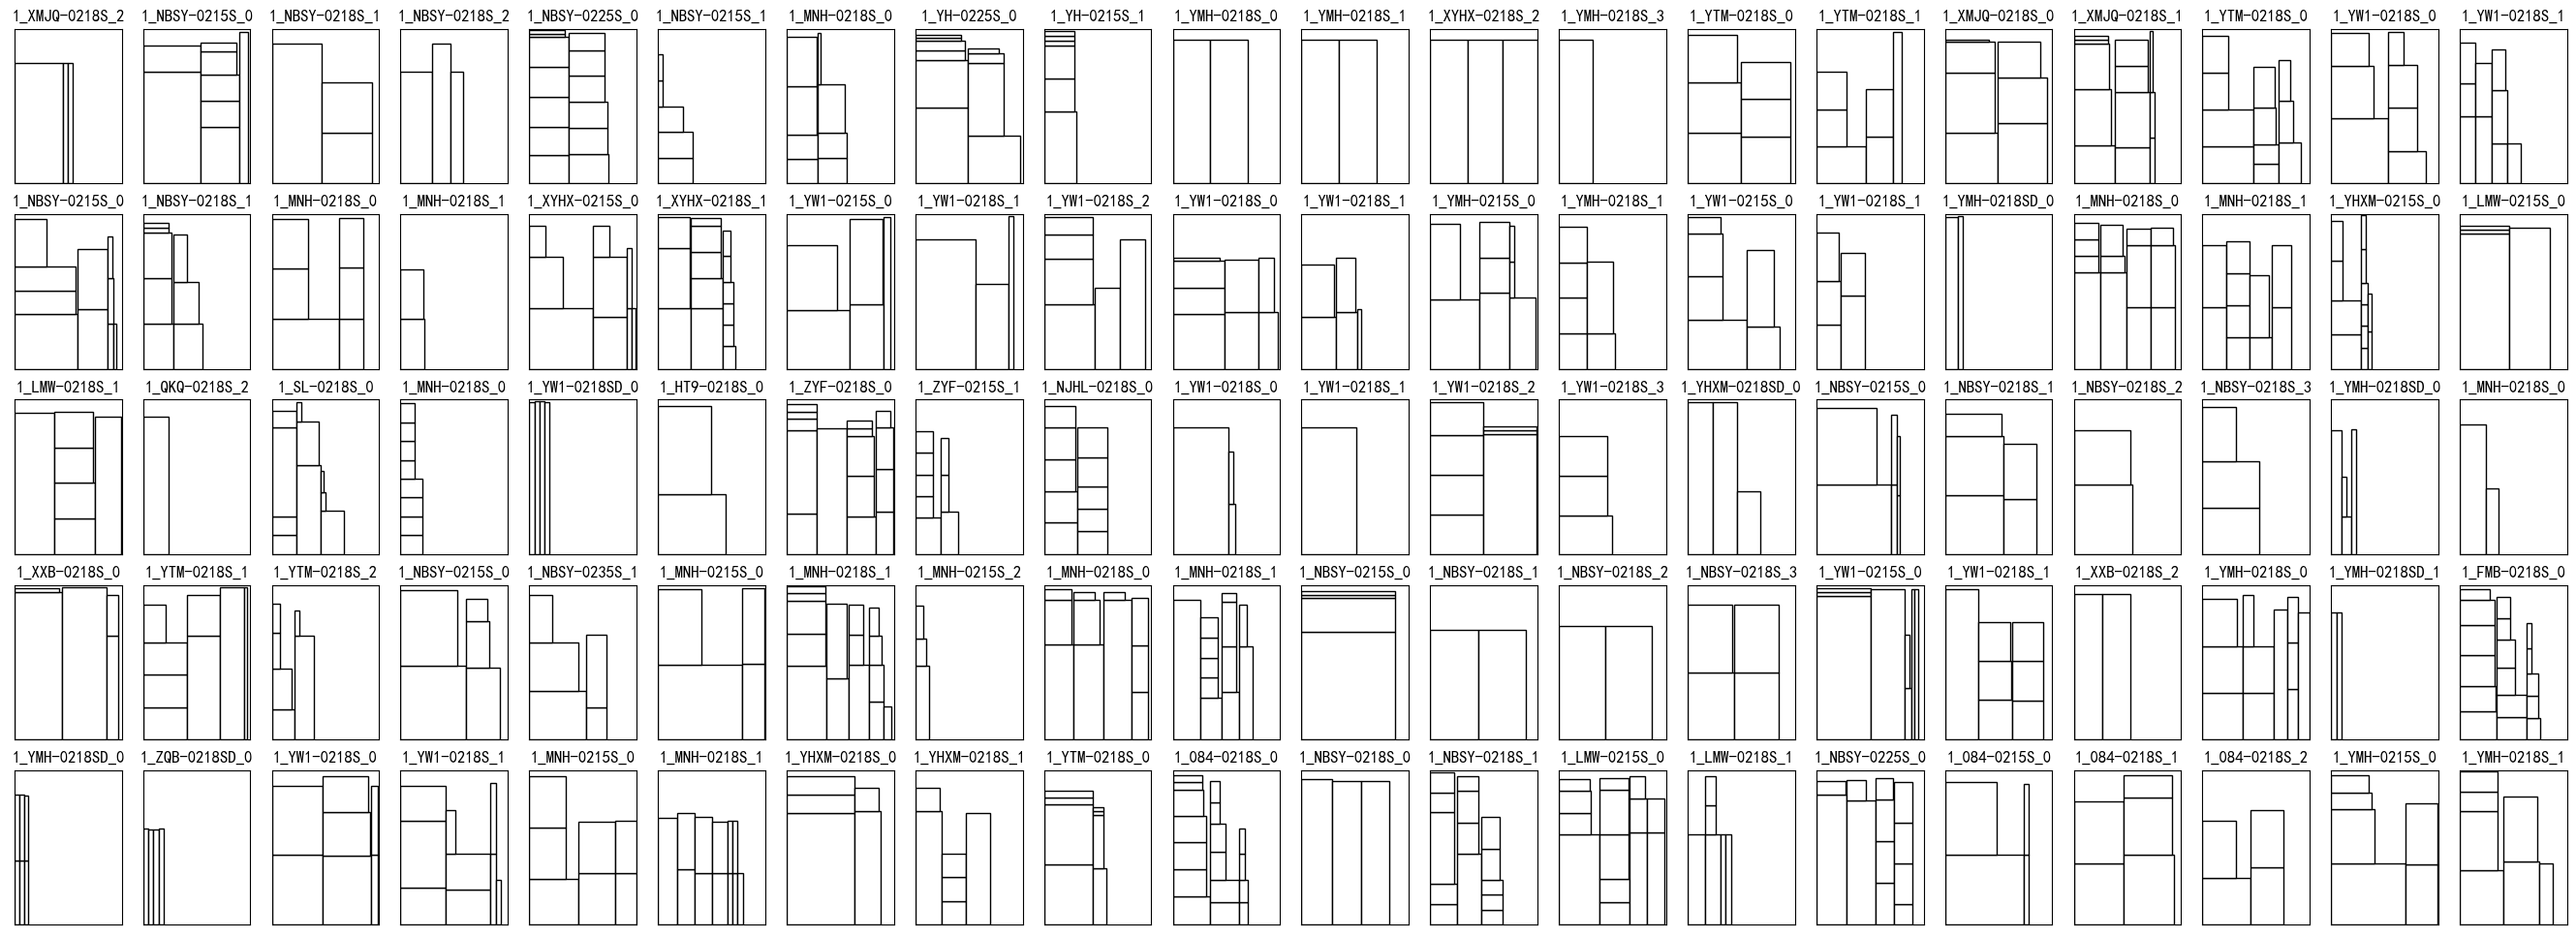 1_XMJQ-0218S_2 1_NBSY-0215S_0 1_NBSY-0218S_1 1_NBSY-0218S_2 1_NBSY-0225S_0 1_NBSY-0215S_1 1_MNH-0218S_0 1_YH-0225S_0 1_YH-0215S_1 1_YMH-0218S_0 1_YMH-0218S_1 1_XYHX-0218S_2 1_YMH-0218S_3 1_YTM-0218S_0 1_YTM-0218S_1 1_XMJQ-0218S_0 1_XMJQ-0218S_1 1_YTM-0218S_0 1_YW1-0218S_0 1_YW1-0218S_1
1_NBSY-0215S_0 1_NBSY-0218S_1 1_MNH-0218S_0 1_MNH-0218S_1 1_XYHX-0215S_0 1_XYHX-0218S_1 1_YW1-0215S_0 1_YW1-0218S_1 1_YW1-0218S_2 1_YW1-0218S_0 1_YW1-0218S_1 1_YMH-0215S_0 1_YMH-0218S_1 1_YW1-0215S_0 1_YW1-0218S_1 1_YMH-0218SD_0 1_MNH-0218S_0 1_MNH-0218S_1 1_YHXM-0215S_0 1_LMW-0215S_0
1_LMW-0218S_1 1_QKQ-0218S_2 1_SL-0218S_0 1_MNH-0218S_0 1_YW1-0218SD_0 1_HT9-0218S_0 1_ZYF-0218S_0 1_ZYF-0215S_1 1_NJHL-0218S_0 1_YW1-0218S_0 1_YW1-0218S_1 1_YW1-0218S_2 1_YW1-0218S_3 1_YHXM-0218SD_0 1_NBSY-0215S_0 1_NBSY-0218S_1 1_NBSY-0218S_2 1_NBSY-0218S_3 1_YMH-0218SD_0 1_MNH-0218S_0
1_XXB-0218S_0 1_YTM-0218S_1 1_YTM-0218S_2 1_NBSY-0215S_0 1_NBSY-0235S_1 1_MNH-0215S_0 1_MNH-0218S_1 1_MNH-0215S_2 1_MNH-0218S_0 1_MNH-0218S_1 1_NBSY-0215S_0 1_NBSY-0218S_1 1_NBSY-0218S_2 1_NBSY-0218S_3 1_YW1-0215S_0 1_YW1-0218S_1 1_XXB-0218S_2 1_YMH-0218S_0 1_YMH-0218SD_1 1_FMB-0218S_0
1_YMH-0218SD_0 1_ZQB-0218SD_0 1_YW1-0218S_0 1_YW1-0218S_1 1_MNH-0215S_0 1_MNH-0218S_1 1_YHXM-0218S_0 1_YHXM-0218S_1 1_YTM-0218S_0 1_084-0218S_0 1_NBSY-0218S_0 1_NBSY-0218S_1 1_LMW-0215S_0 1_LMW-0218S_1 1_NBSY-0225S_0 1_084-0215S_0 1_084-0218S_1 1_084-0218S_2 1_YMH-0215S_0 1_YMH-0218S_1